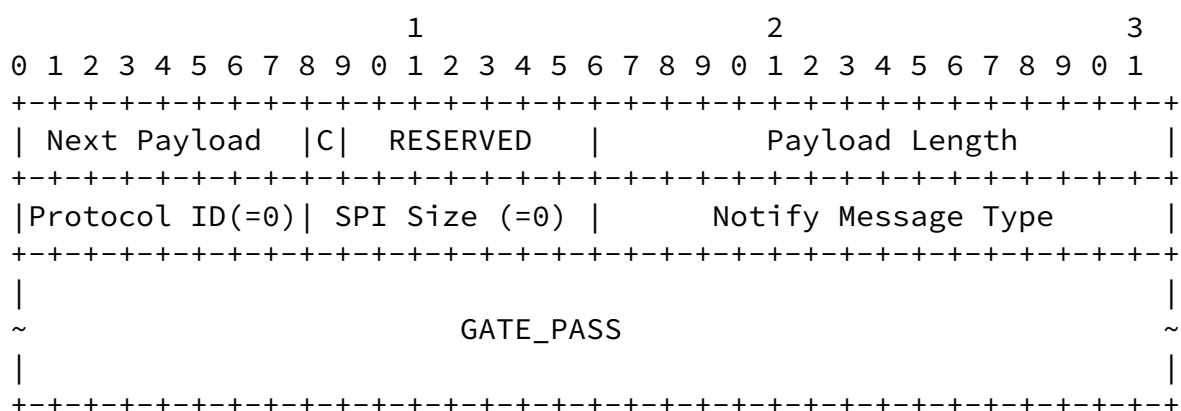 1                   2                   3
  0 1 2 3 4 5 6 7 8 9 0 1 2 3 4 5 6 7 8 9 0 1 2 3 4 5 6 7 8 9 0 1
 +-+-+-+-+-+-+-+-+-+-+-+-+-+-+-+-+-+-+-+-+-+-+-+-+-+-+-+-+-+-+-+-+
 | Next Payload  |C|  RESERVED   |         Payload Length        |
 +-+-+-+-+-+-+-+-+-+-+-+-+-+-+-+-+-+-+-+-+-+-+-+-+-+-+-+-+-+-+-+-+
 |Protocol ID(=0)| SPI Size (=0) |      Notify Message Type      |
 +-+-+-+-+-+-+-+-+-+-+-+-+-+-+-+-+-+-+-+-+-+-+-+-+-+-+-+-+-+-+-+-+
 |                                                               |
 ~                        GATE_PASS                              ~
 |                                                               |
 +-+-+-+-+-+-+-+-+-+-+-+-+-+-+-+-+-+-+-+-+-+-+-+-+-+-+-+-+-+-+-+-+